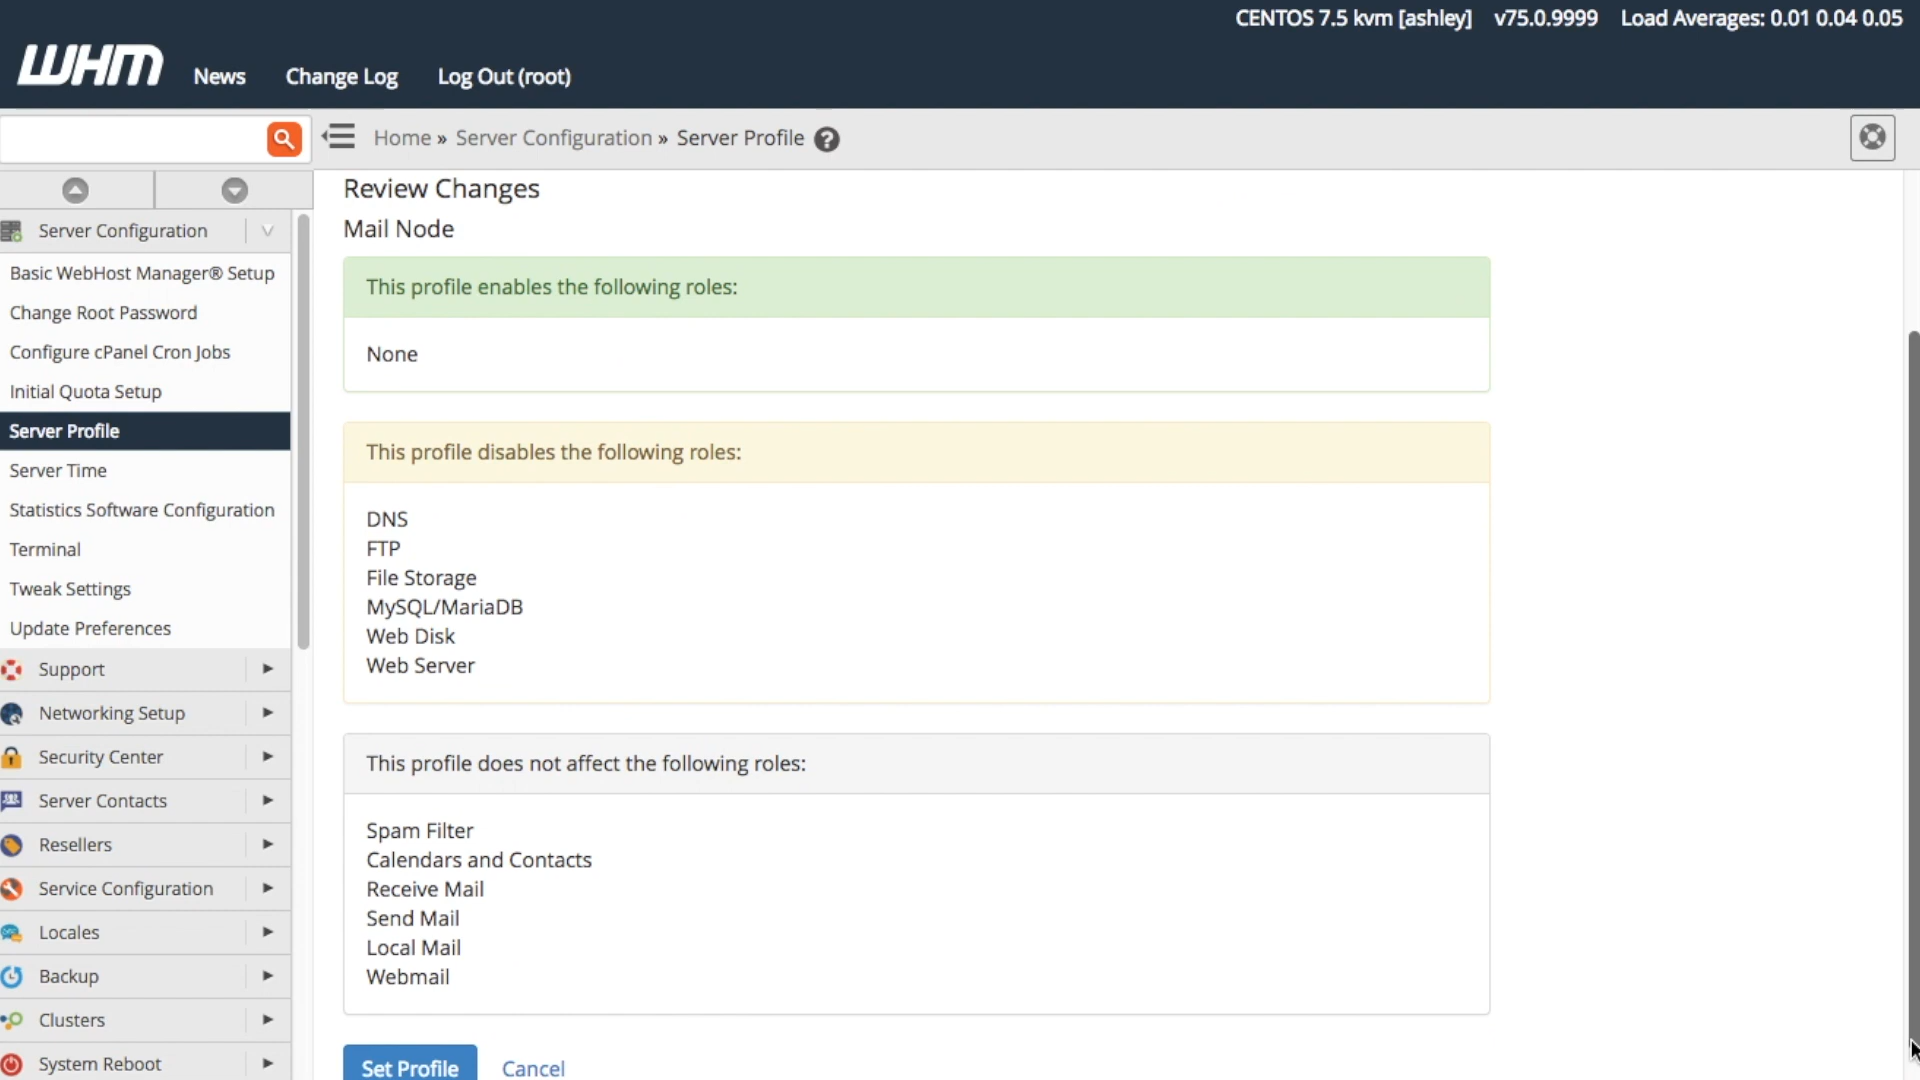 CENTOS 7.5 kvm [ashley] v75.0.9999 Load Averages: 0.01 0.04 0.05
WHM News Change Log Log Out (root)
Home » Server Configuration » Server Profile ?
Server Configuration
Basic WebHost Manager® Setup
Change Root Password
Configure cPanel Cron Jobs
Initial Quota Setup
Server Profile
Server Time
Statistics Software Configuration
Terminal
Tweak Settings
Update Preferences
Support
Networking Setup
Security Center
Server Contacts
Resellers
Service Configuration
Locales
Backup
Clusters
System Reboot
Review Changes
Mail Node
This profile enables the following roles:
None
This profile disables the following roles:
DNS
FTP
File Storage
MySQL/MariaDB
Web Disk
Web Server
This profile does not affect the following roles:
Spam Filter
Calendars and Contacts
Receive Mail
Send Mail
Local Mail
Webmail
Set Profile Cancel